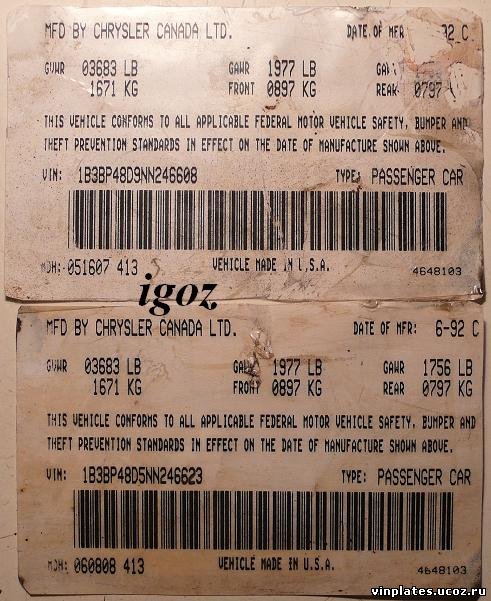 MFD BY CHRYSLER CANADA LTD. DATE OF MFR 92 C
GVWR 03683 LB GAWR 1977 LB
1671 KG FRONT 0897 KG REAR 0797
THIS VEHICLE CONFORMS TO ALL APPLICABLE FEDERAL MOTOR VEHICLE SAFETY, BUMPER AND
THEFT PREVENTION STANDARDS IN EFFECT ON THE DATE OF MANUFACTURE SHOWN ABOVE.
VIN: 1B3BP48D9NN246608 TYPE: PASSENGER CAR
MDH: 051607 413 VEHICLE MADE IN U.S.A. 4648103
igoz
MFD BY CHRYSLER CANADA LTD. DATE OF MFR: 6-92 C
GVWR 03683 LB GAWR 1977 LB GAWR 1756 LB
1671 KG FRONT 0897 KG REAR 0797 KG
THIS VEHICLE CONFORMS TO ALL APPLICABLE FEDERAL MOTOR VEHICLE SAFETY, BUMPER AND
THEFT PREVENTION STANDARDS IN EFFECT ON THE DATE OF MANUFACTURE SHOWN ABOVE.
VIN: 1B3BP48D5NN246623 TYPE: PASSENGER CAR
MDH: 060808 413 VEHICLE MADE IN U.S.A. 4648103
vinplates.ucoz.ru